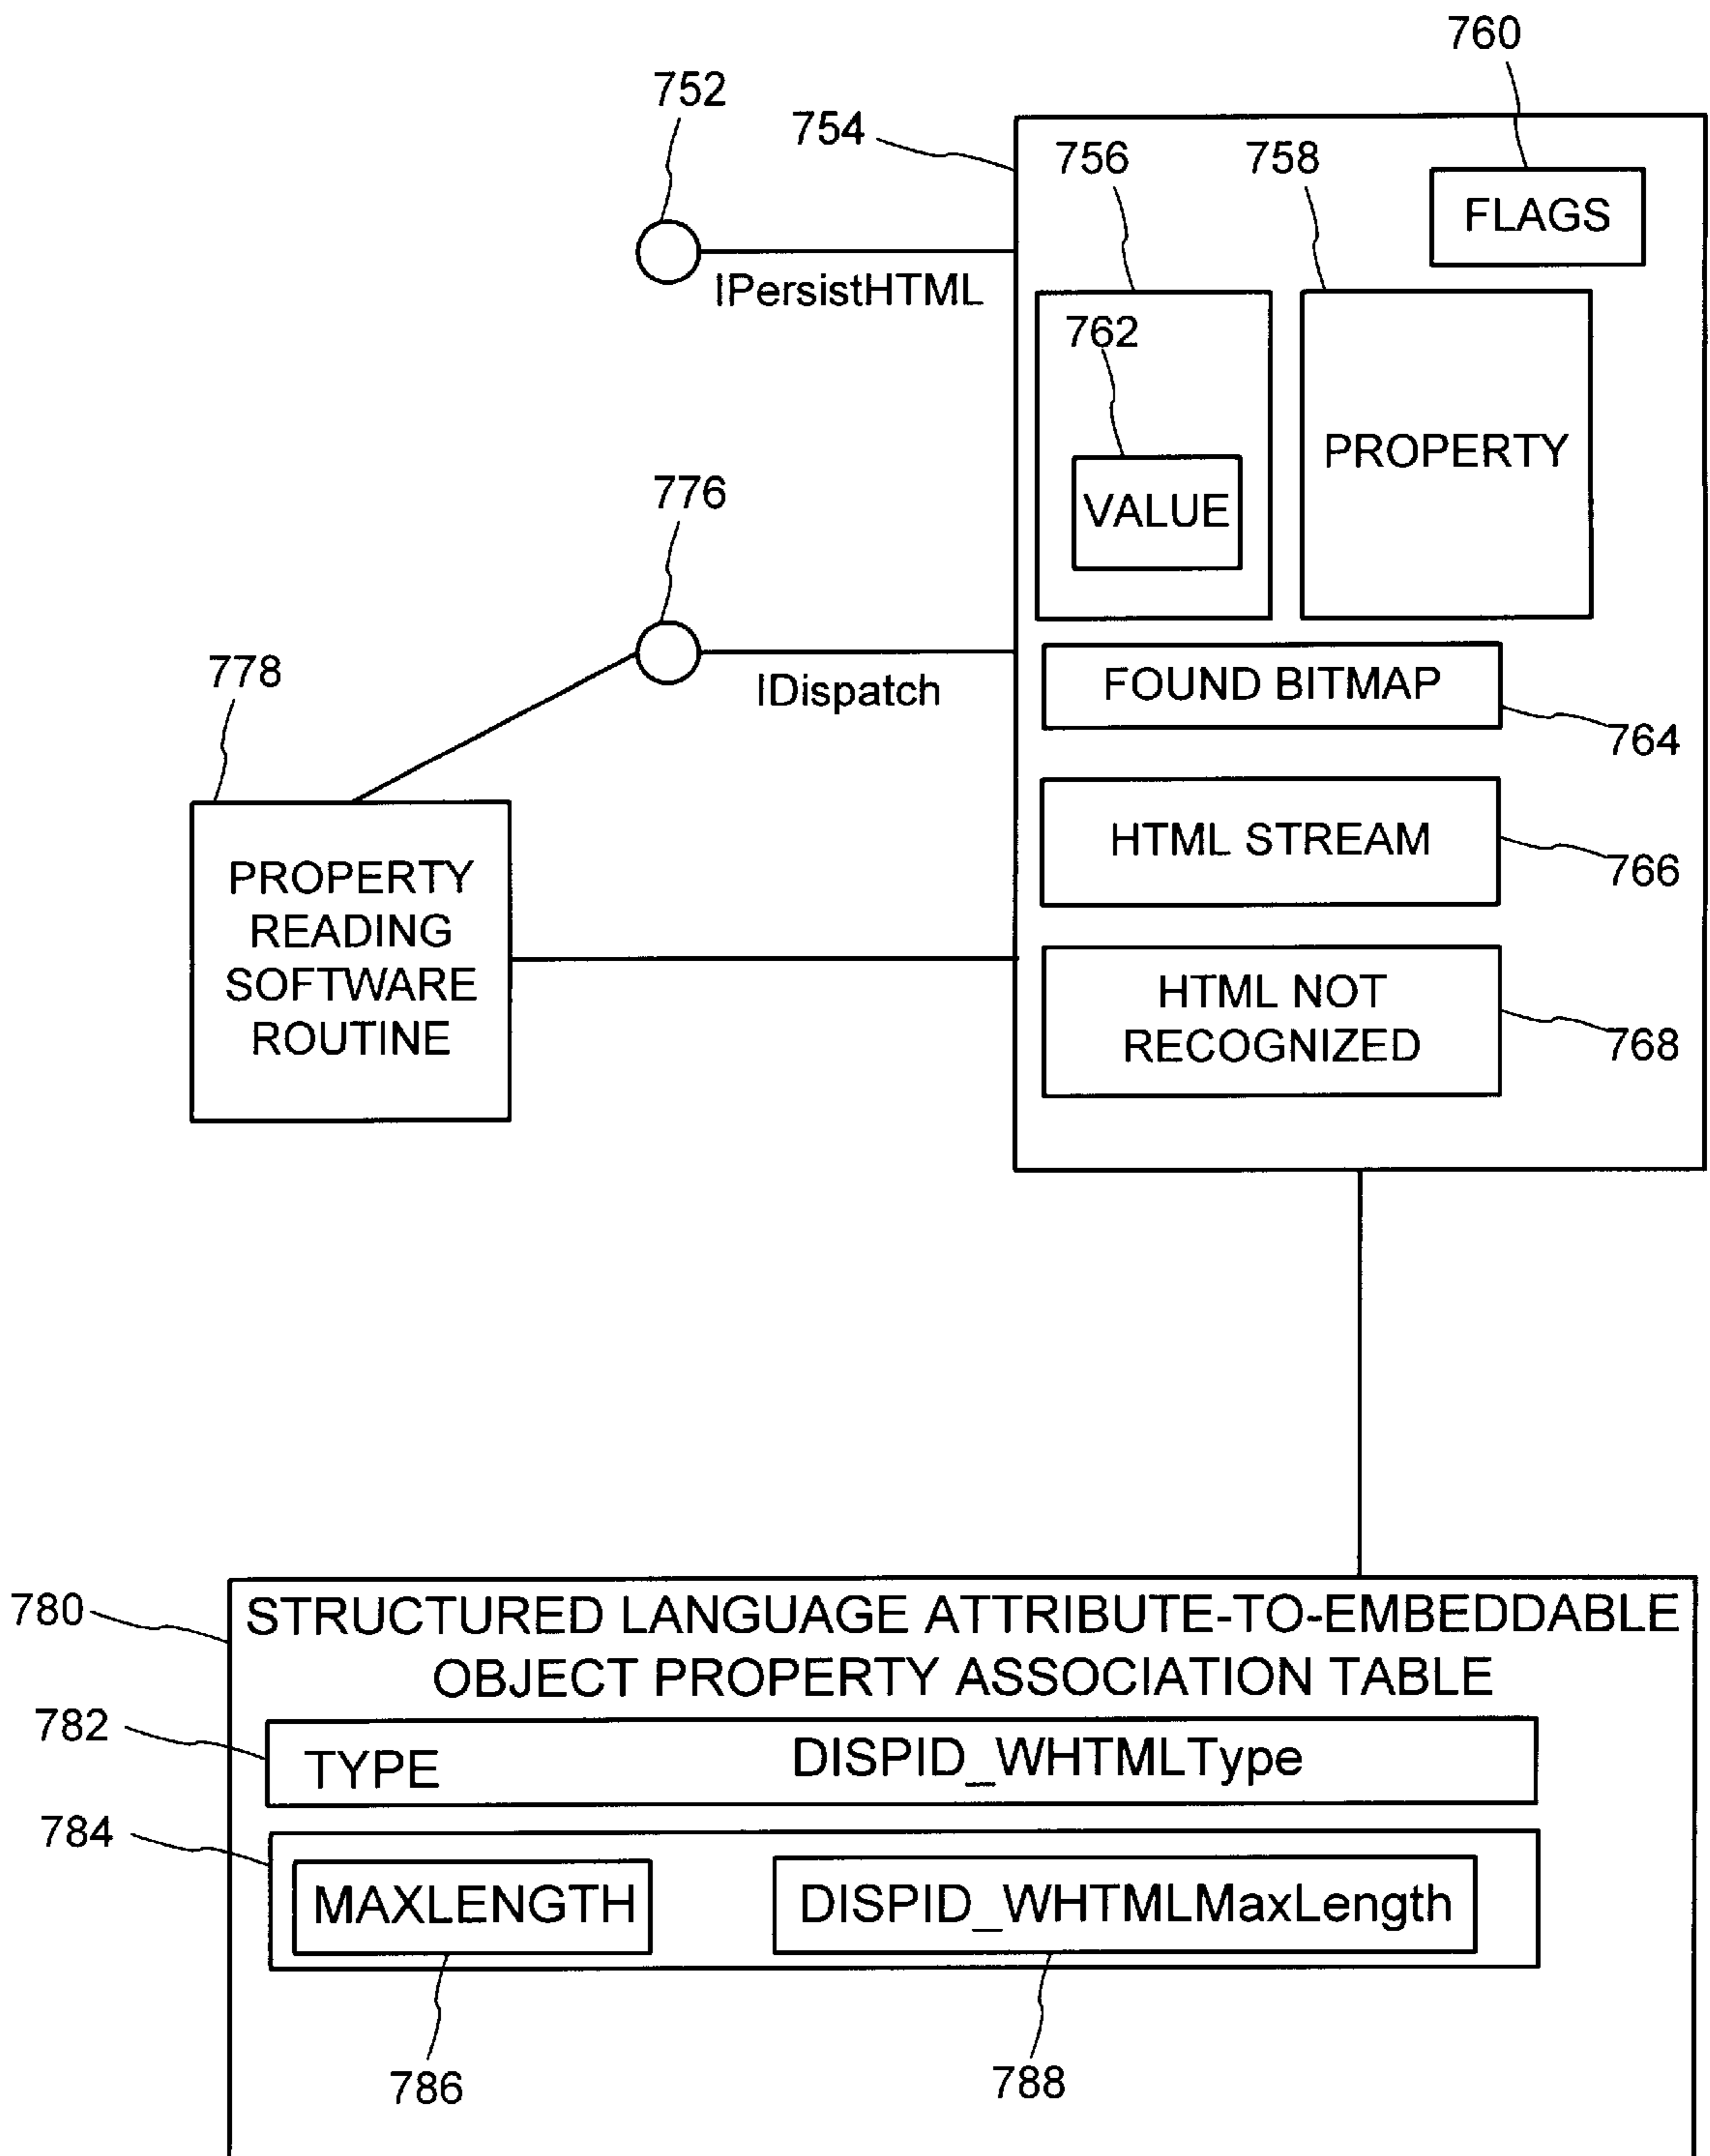 760
752
754
756
758
FLAGS
IPersistHTML
762
PROPERTY
VALUE
776
778
IDispatch
FOUND BITMAP
764
HTML STREAM
766
PROPERTY
READING
SOFTWARE
ROUTINE
HTML NOT
RECOGNIZED
768
780
STRUCTURED LANGUAGE ATTRIBUTE-TO-EMBEDDABLE
OBJECT PROPERTY ASSOCIATION TABLE
782
TYPE DISPID_WHTMLType
784
MAXLENGTH DISPID_WHTMLMaxLength
786
788